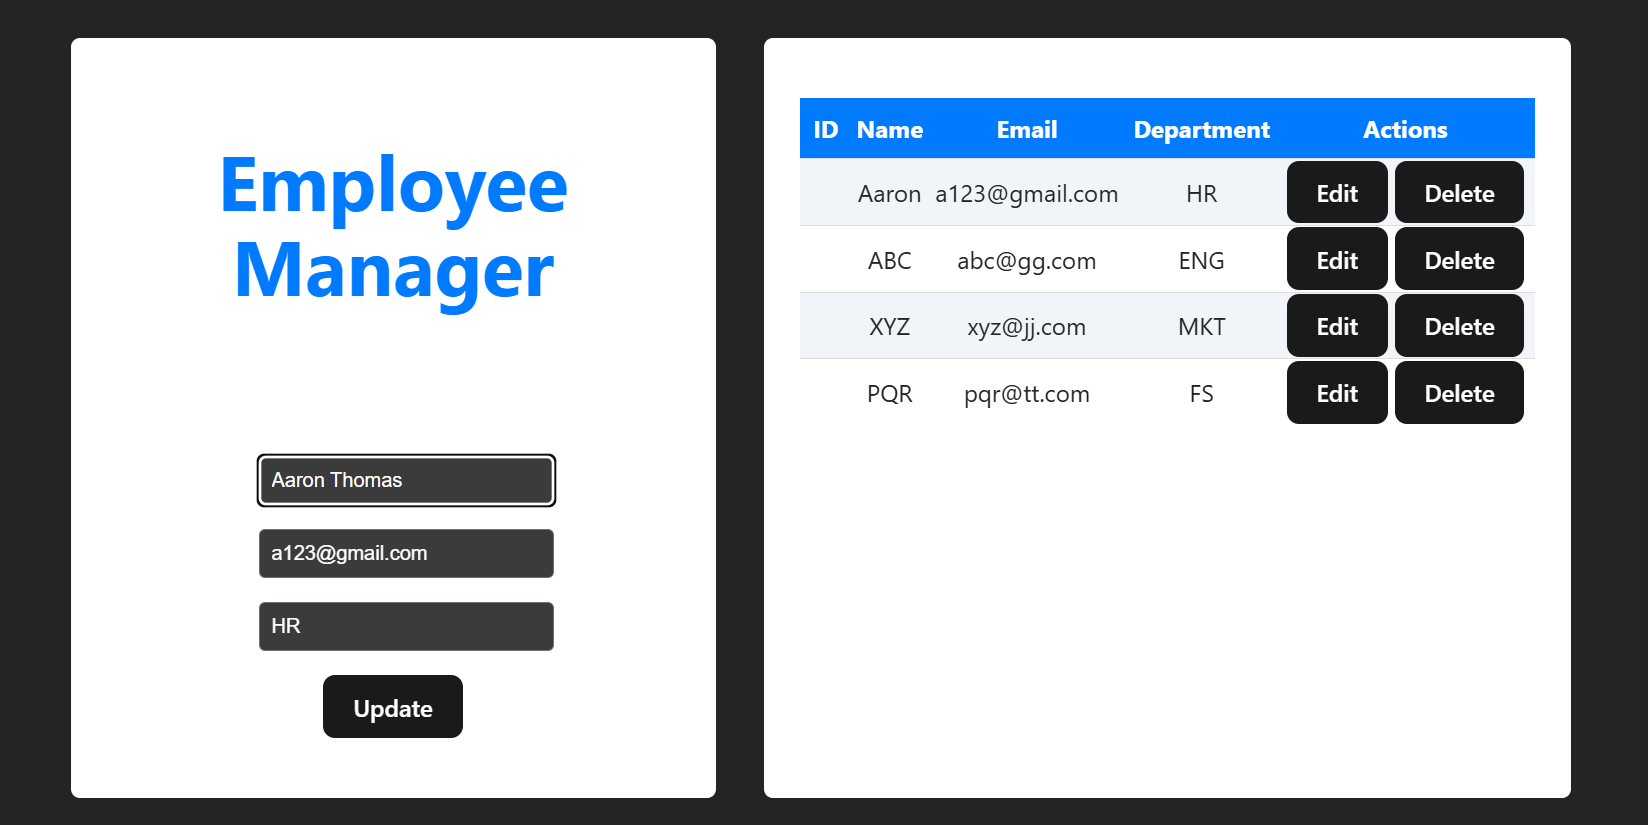 Employee
Manager
Aaron Thomas
a123@gmail.com
HR
Update
ID Name Email Department Actions
Aaron a123@gmail.com HR Edit Delete
ABC abc@gg.com ENG Edit Delete
XYZ xyz@jj.com MKT Edit Delete
PQR pqr@tt.com FS Edit Delete